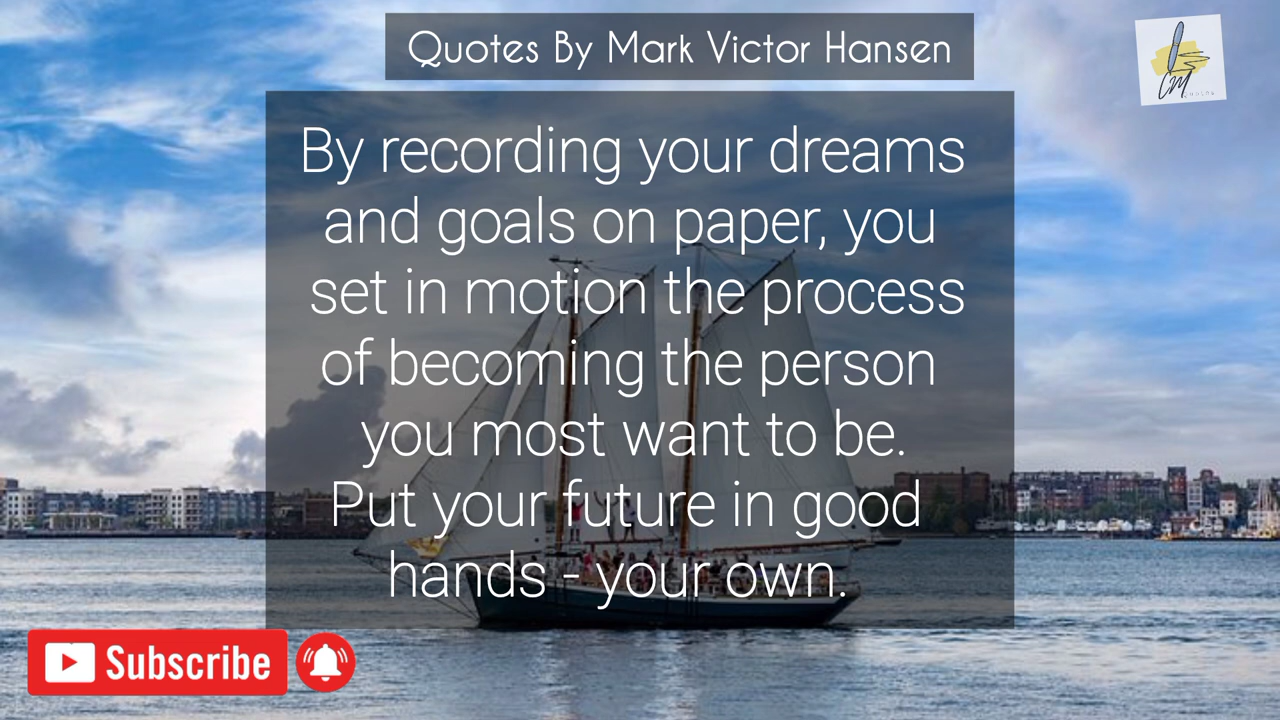 Quotes By Mark Victor Hansen
By recording your dreams
and goals on paper, you
set in motion the process
of becoming the person
you most want to be.
Put your future in good
hands - your own.
Subscribe